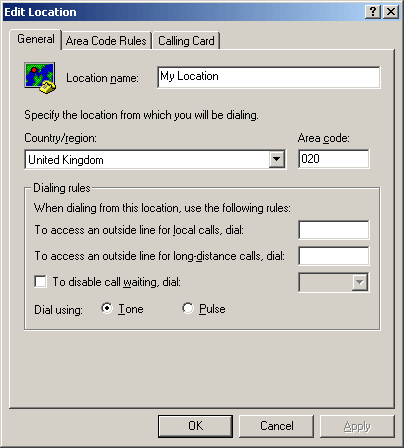 Edit Location
General Area Code Rules Calling Card
Location name: My Location
Specify the location from which you will be dialing.
Country/region: Area code:
United Kingdom 020
Dialing rules
When dialing from this location, use the following rules:
To access an outside line for local calls, dial:
To access an outside line for long-distance calls, dial:
To disable call waiting, dial:
Dial using: Tone Pulse
OK Cancel Apply